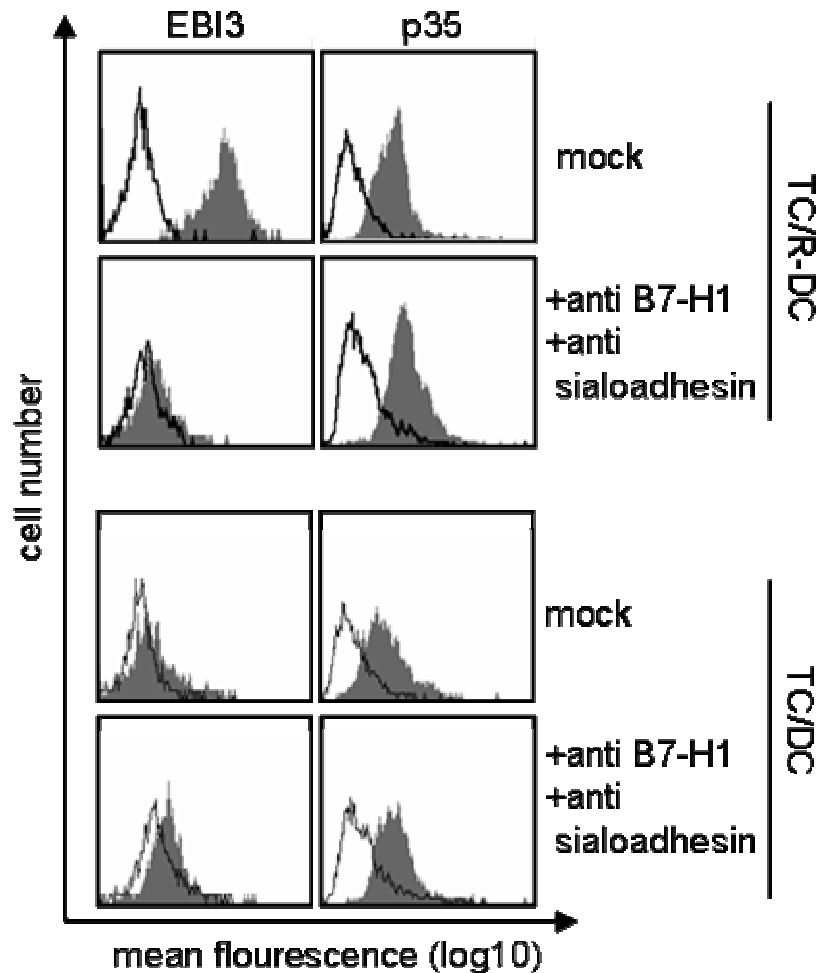 EBI3
p35
mock
+anti B7-H1
+anti
sialoadhesin
TC/R-DC
mock
+anti B7-H1
+anti
sialoadhesin
TC/DC
cell number
mean flourescence (log10)